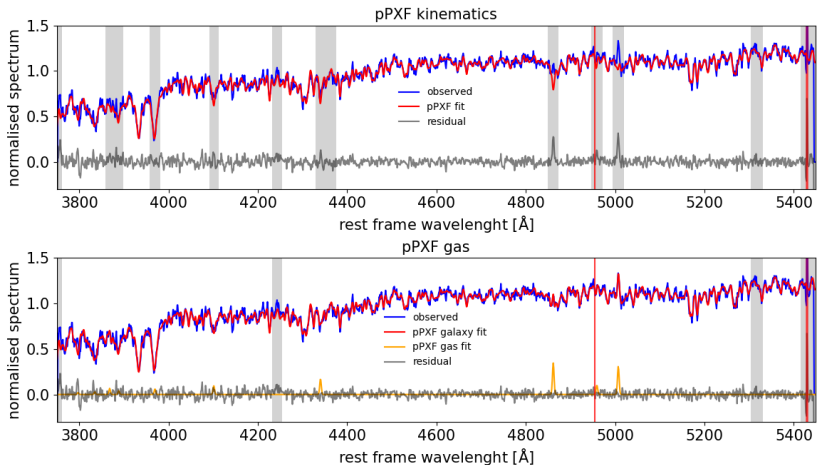 pPXF kinematics
normalised spectrum
1.5
1.0
0.5
0.0
observed
pPXF fit
residual
3800 4000 4200 4400 4600 4800 5000 5200 5400
rest frame wavelenght [Å]
pPXF gas
normalised spectrum
1.5
1.0
0.5
0.0
observed
pPXF galaxy fit
pPXF gas fit
residual
3800 4000 4200 4400 4600 4800 5000 5200 5400
rest frame wavelenght [Å]